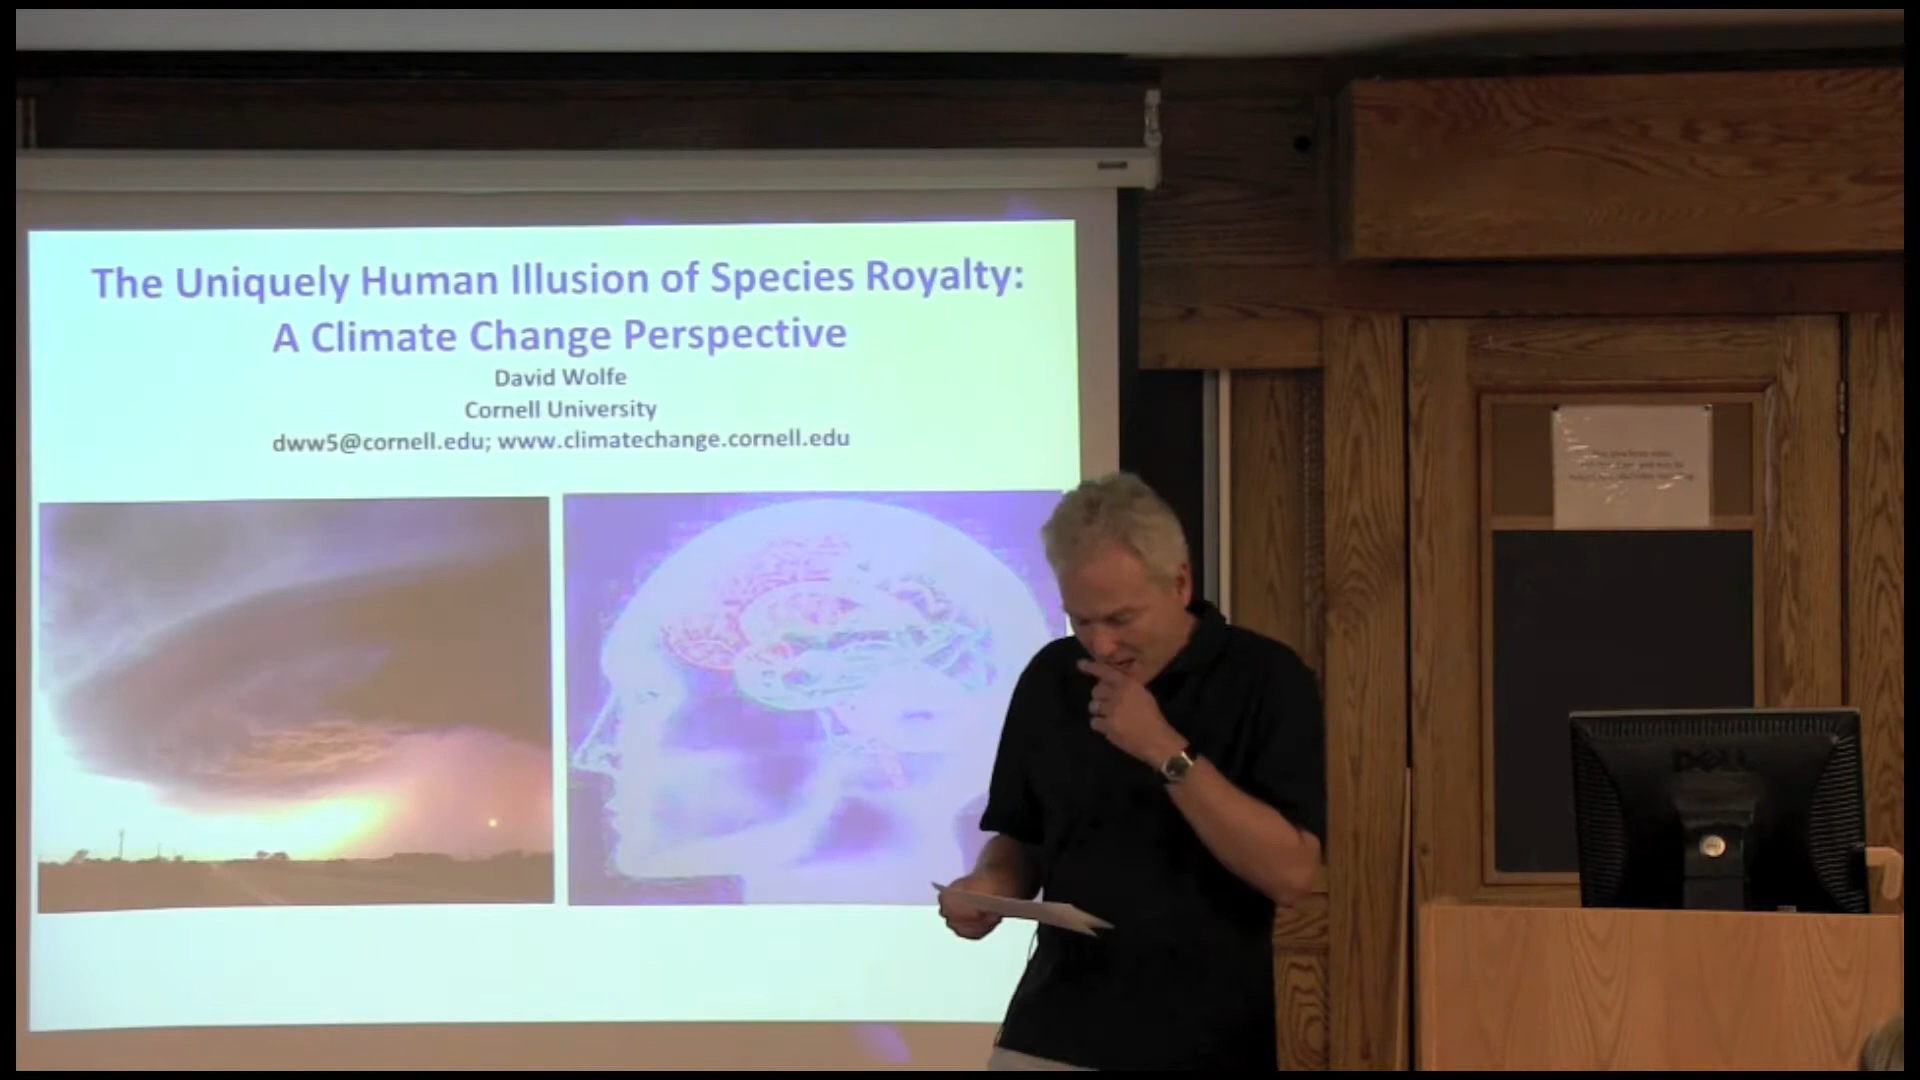 The Uniquely Human Illusion of Species Royalty:
A Climate Change Perspective
David Wolfe
Cornell University
dww5@cornell.edu; www.climatechange.cornell.edu
DELL